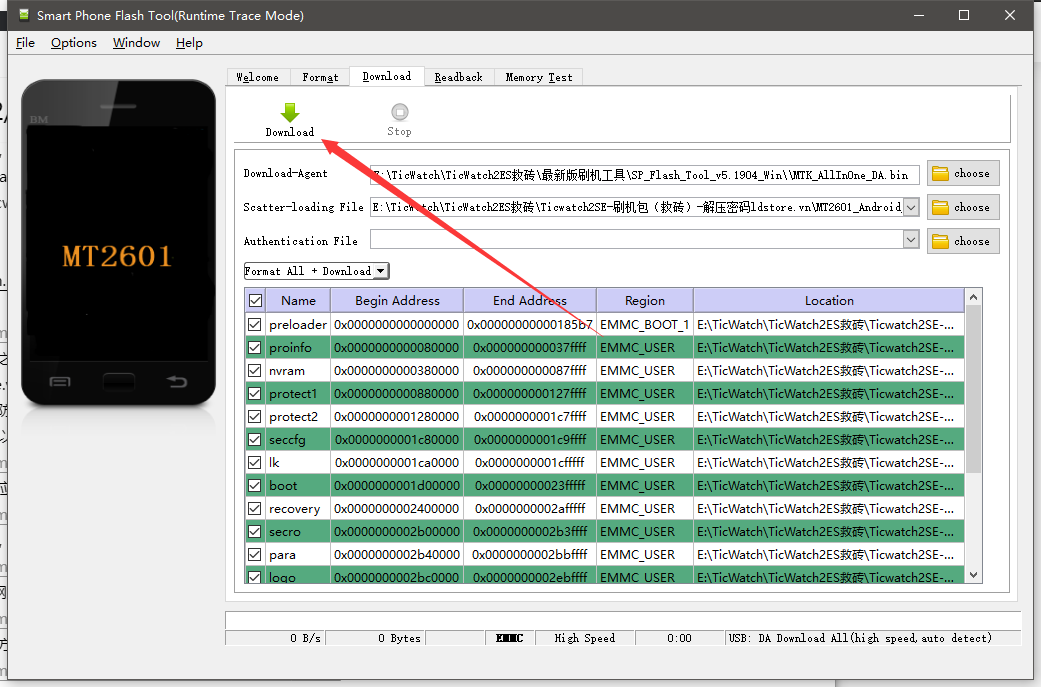 Smart Phone Flash Tool(Runtime Trace Mode)
File Options Window Help
Welcome Format Download Readback Memory Test
BM
Download Stop
MT2601
Download-Agent E:\TicWatch\TicWatch2ES救砖\最新版刷机工具\SP_Flash_Tool_v5.1904_Win\\MTK_AllInOne_DA.bin choose
Scatter-loading File E:\TicWatch\TicWatch2ES救砖\Ticwatch2SE-刷机包（救砖）-解压密码ldstore.vn\MT2601_Android_ choose
Authentication File choose
Format All + Download
Name Begin Address End Address Region Location
preloader 0x0000000000000000 0x00000000000185b7 EMMC_BOOT_1 E:\TicWatch\TicWatch2ES救砖\Ticwatch2SE-...
proinfo 0x0000000000080000 0x000000000037ffff EMMC_USER E:\TicWatch\TicWatch2ES救砖\Ticwatch2SE-...
nvram 0x0000000000380000 0x000000000087ffff EMMC_USER E:\TicWatch\TicWatch2ES救砖\Ticwatch2SE-...
protect1 0x0000000000880000 0x000000000127ffff EMMC_USER E:\TicWatch\TicWatch2ES救砖\Ticwatch2SE-...
protect2 0x0000000001280000 0x0000000001c7ffff EMMC_USER E:\TicWatch\TicWatch2ES救砖\Ticwatch2SE-...
seccfg 0x0000000001c80000 0x0000000001c9ffff EMMC_USER E:\TicWatch\TicWatch2ES救砖\Ticwatch2SE-...
lk 0x0000000001ca0000 0x0000000001cfffff EMMC_USER E:\TicWatch\TicWatch2ES救砖\Ticwatch2SE-...
boot 0x0000000001d00000 0x00000000023fffff EMMC_USER E:\TicWatch\TicWatch2ES救砖\Ticwatch2SE-...
recovery 0x0000000002400000 0x0000000002afffff EMMC_USER E:\TicWatch\TicWatch2ES救砖\Ticwatch2SE-...
secro 0x0000000002b00000 0x0000000002b3ffff EMMC_USER E:\TicWatch\TicWatch2ES救砖\Ticwatch2SE-...
para 0x0000000002b40000 0x0000000002bbffff EMMC_USER E:\TicWatch\TicWatch2ES救砖\Ticwatch2SE-...
logo 0x0000000002bc0000 0x0000000002ebffff EMMC_USER E:\TicWatch\TicWatch2ES救砖\Ticwatch2SE-...
0 B/s 0 Bytes EMMC High Speed 0:00 USB: DA Download All(high speed,auto detect)